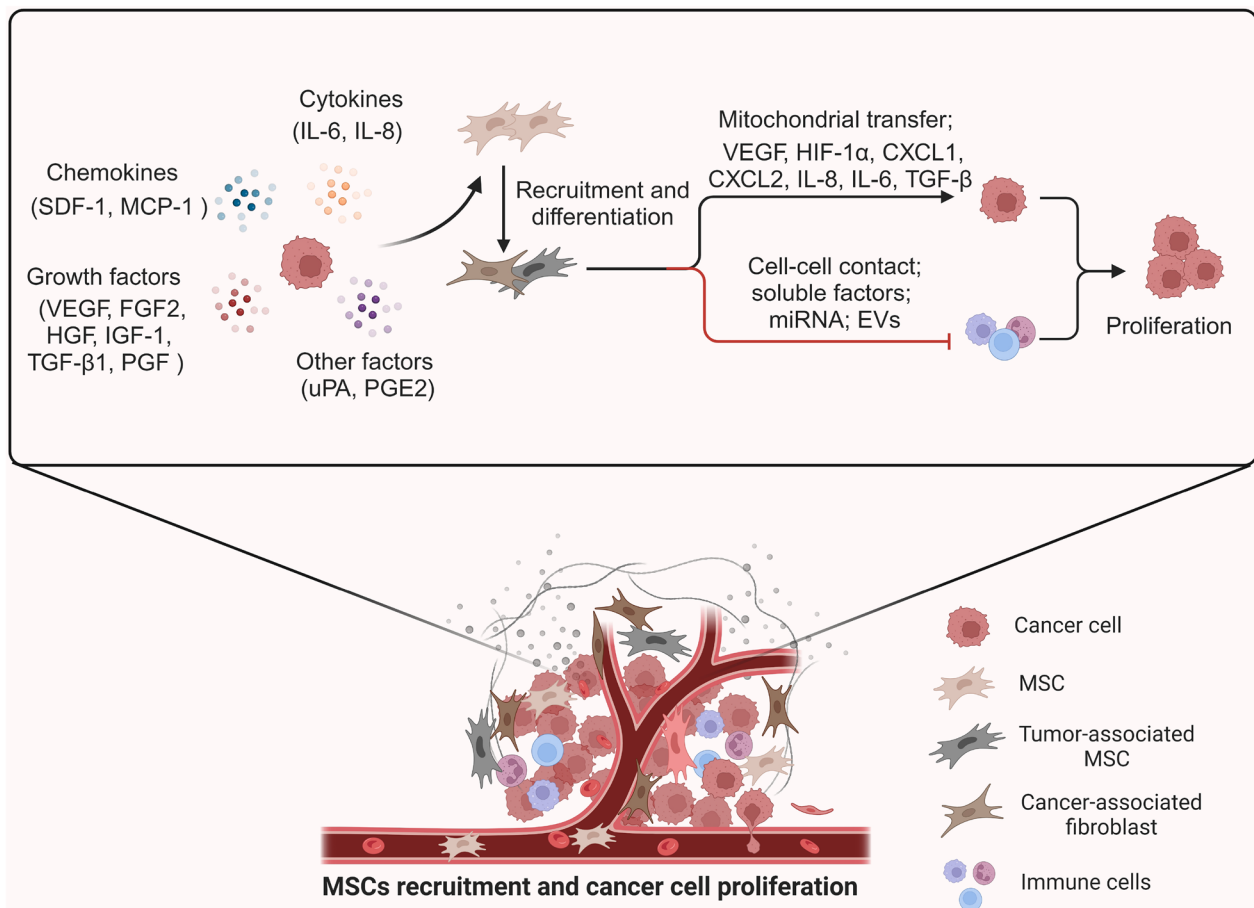 Cytokines
(IL-6, IL-8)
Chemokines
(SDF-1, MCP-1 )
Growth factors
(VEGF, FGF2,
HGF, IGF-1,
TGF-β1, PGF )
Other factors
(uPA, PGE2)
Recruitment and
differentiation
Mitochondrial transfer;
VEGF, HIF-1α, CXCL1,
CXCL2, IL-8, IL-6, TGF-β
Cell-cell contact;
soluble factors;
miRNA; EVs
Proliferation
Cancer cell
MSC
Tumor-associated
MSC
Cancer-associated
fibroblast
Immune cells
MSCs recruitment and cancer cell proliferation